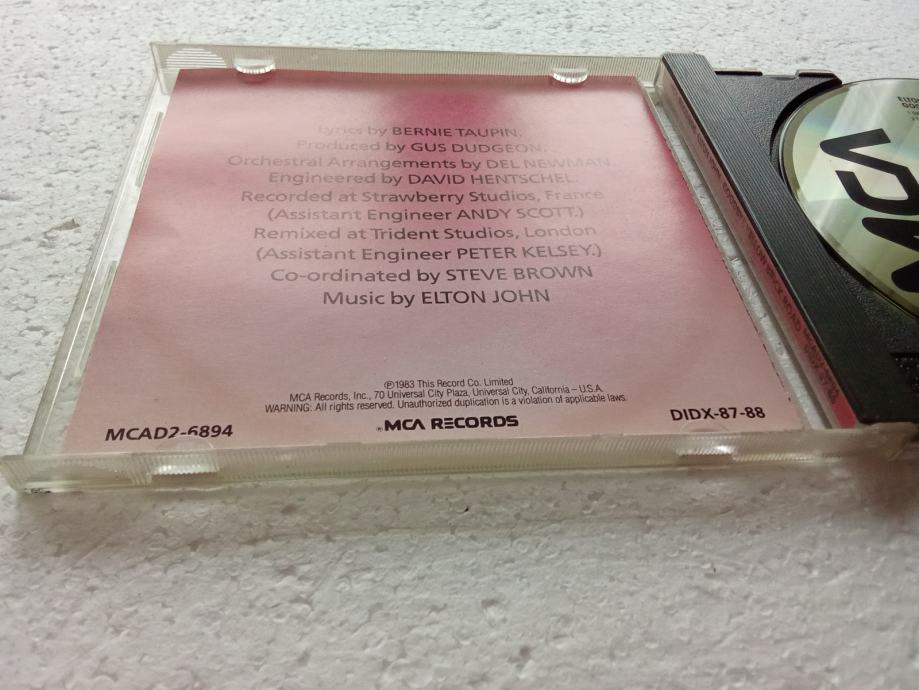 Lyrics by BERNIE TAUPIN.
Produced by GUS DUDGEON.
Orchestral Arrangements by DEL NEWMAN.
Engineered by DAVID HENTSCHEL.
Recorded at Strawberry Studios, France
(Assistant Engineer ANDY SCOTT.)
Remixed at Trident Studios, London
(Assistant Engineer PETER KELSEY.)
Co-ordinated by STEVE BROWN
Music by ELTON JOHN
℗1983 This Record Co. Limited
MCA Records, Inc., 70 Universal City Plaza, Universal City, California – U.S.A.
WARNING: All rights reserved. Unauthorized duplication is a violation of applicable laws.
MCAD2-6894
MCA RECORDS
DIDX-87-88